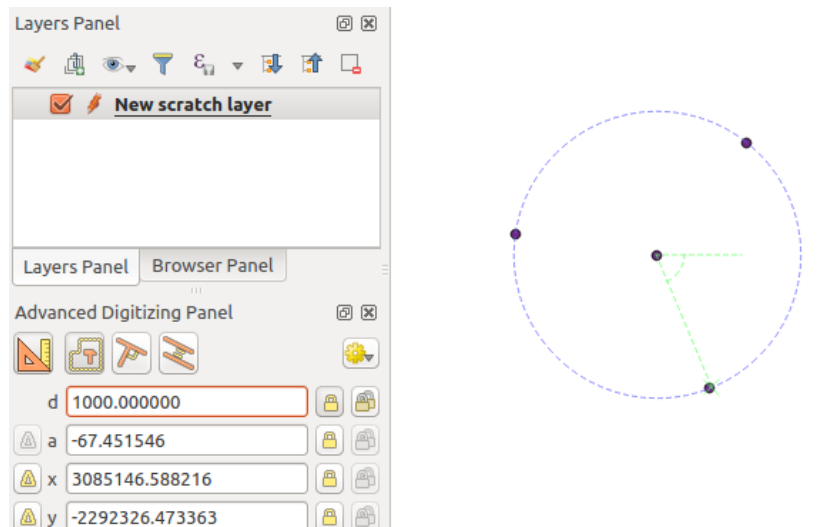 Layers Panel
New scratch layer
Layers Panel
Browser Panel
Advanced Digitizing Panel
d 1000.000000
a -67.451546
x 3085146.588216
y -2292326.473363